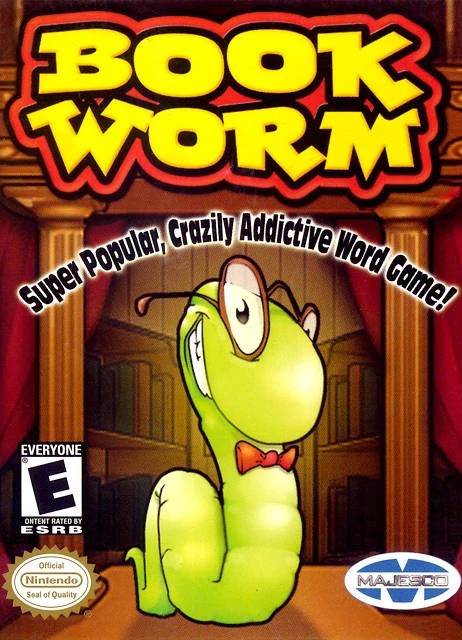 BOOK
WORM
Super Popular, Crazily Addictive Word Game!
EVERYONE
E
ONTENT RATED BY
ESRB
Official
Nintendo
Seal of Quality
MAJESCO